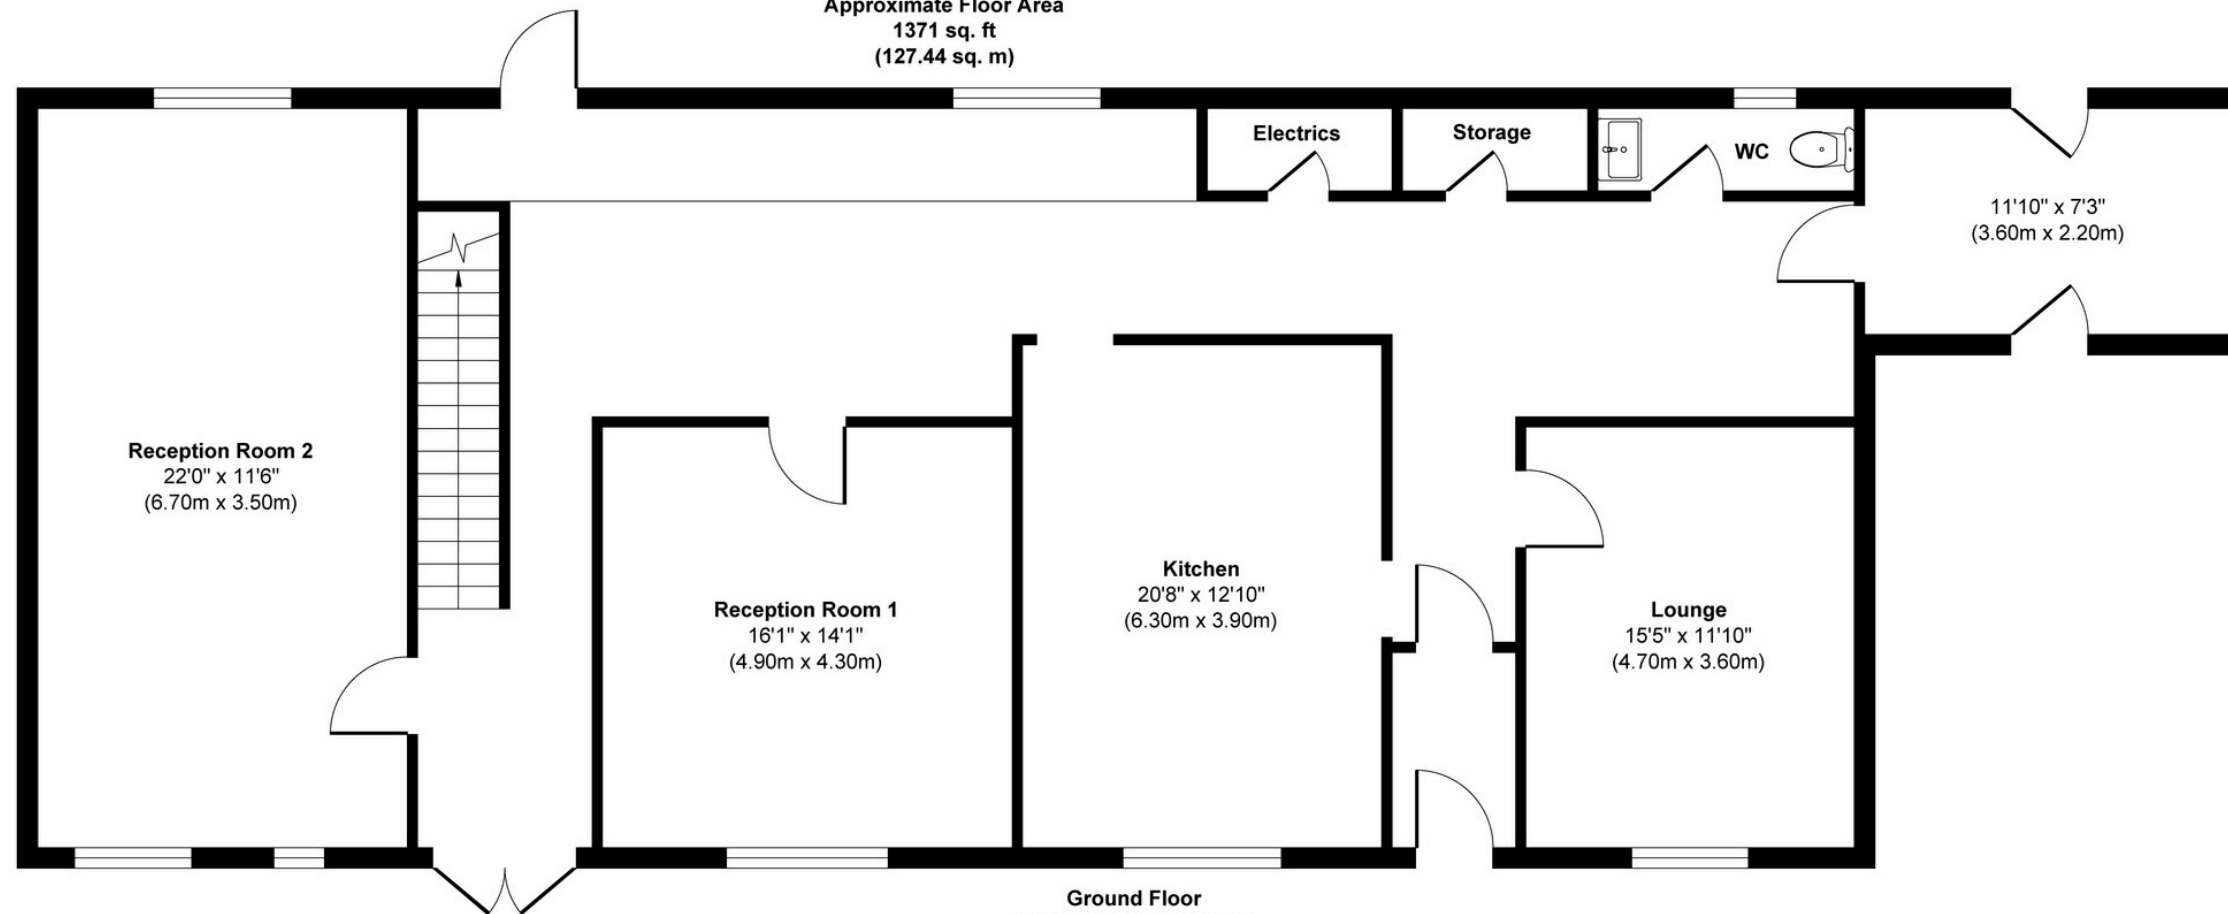 Approximate Floor Area
1371 sq. ft
(127.44 sq. m)
Electrics
Storage
WC
11'10" x 7'3"
(3.60m x 2.20m)
Reception Room 2
22'0" x 11'6"
(6.70m x 3.50m)
Reception Room 1
16'1" x 14'1"
(4.90m x 4.30m)
Kitchen
20'8" x 12'10"
(6.30m x 3.90m)
Lounge
15'5" x 11'10"
(4.70m x 3.60m)
Ground Floor